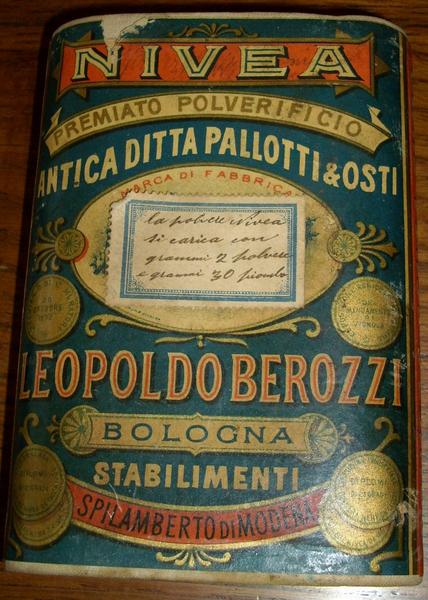 NIVEA
PREMIATO POLVERIFICIO
ANTICA DITTA PALLOTTI & OSTI
MARCA DI FABBRICA
la polvere Nivea
si carica con
grammi 2 polvere
e grammi 30 piombo
LEOPOLDO BEROZZI
BOLOGNA
STABILIMENTI
SPILAMBERTO DI MODENA